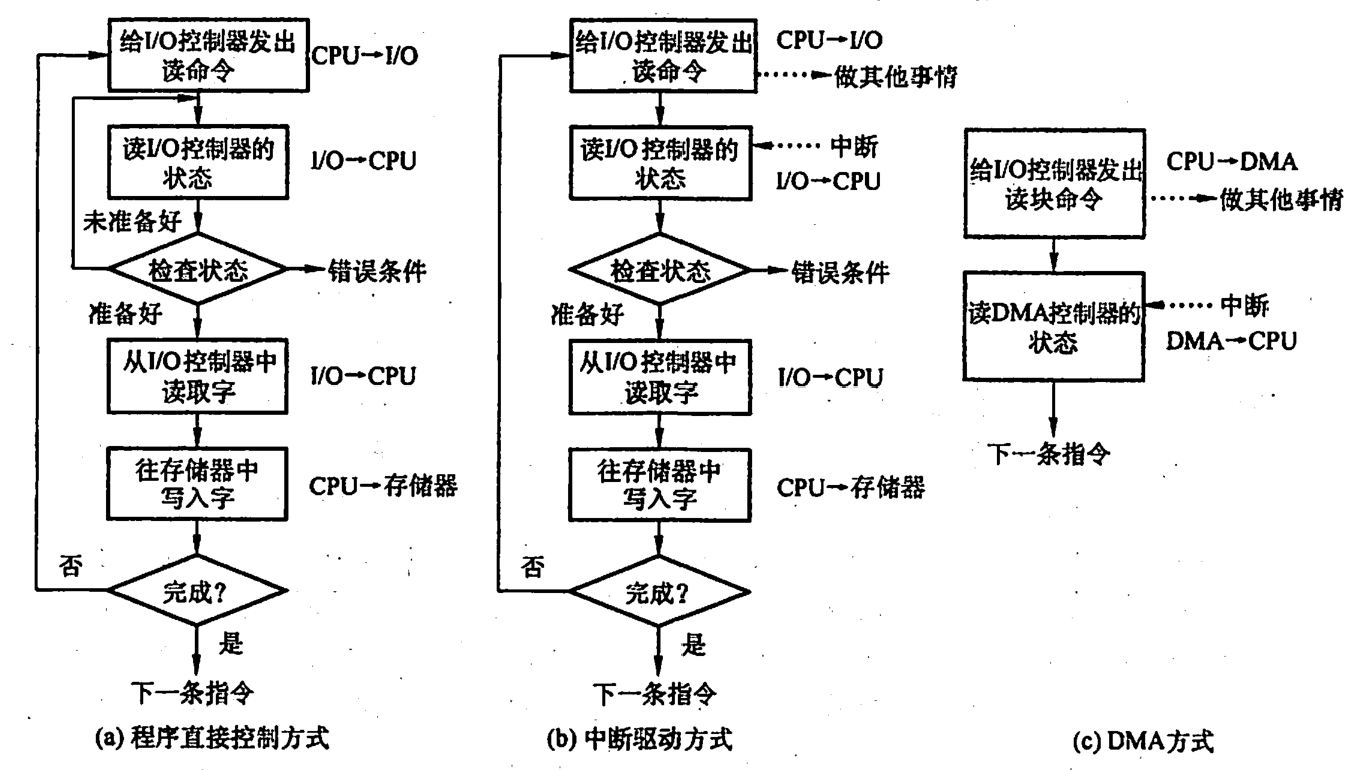 给I/O控制器发出
读命令
CPU→I/O
读I/O控制器的
状态
I/O→CPU
未准备好
检查状态
错误条件
准备好
从I/O控制器中
读取字
I/O→CPU
往存储器中
写入字
CPU→存储器
否
完成?
是
下一条指令
(a) 程序直接控制方式
给I/O控制器发出
读命令
CPU→I/O
做其他事情
读I/O控制器的
状态
中断
I/O→CPU
检查状态
错误条件
准备好
从I/O控制器中
读取字
I/O→CPU
往存储器中
写入字
CPU→存储器
否
完成?
是
下一条指令
(b) 中断驱动方式
给I/O控制器发出
读块命令
CPU→DMA
做其他事情
读DMA控制器的
状态
中断
DMA→CPU
下一条指令
(c) DMA方式